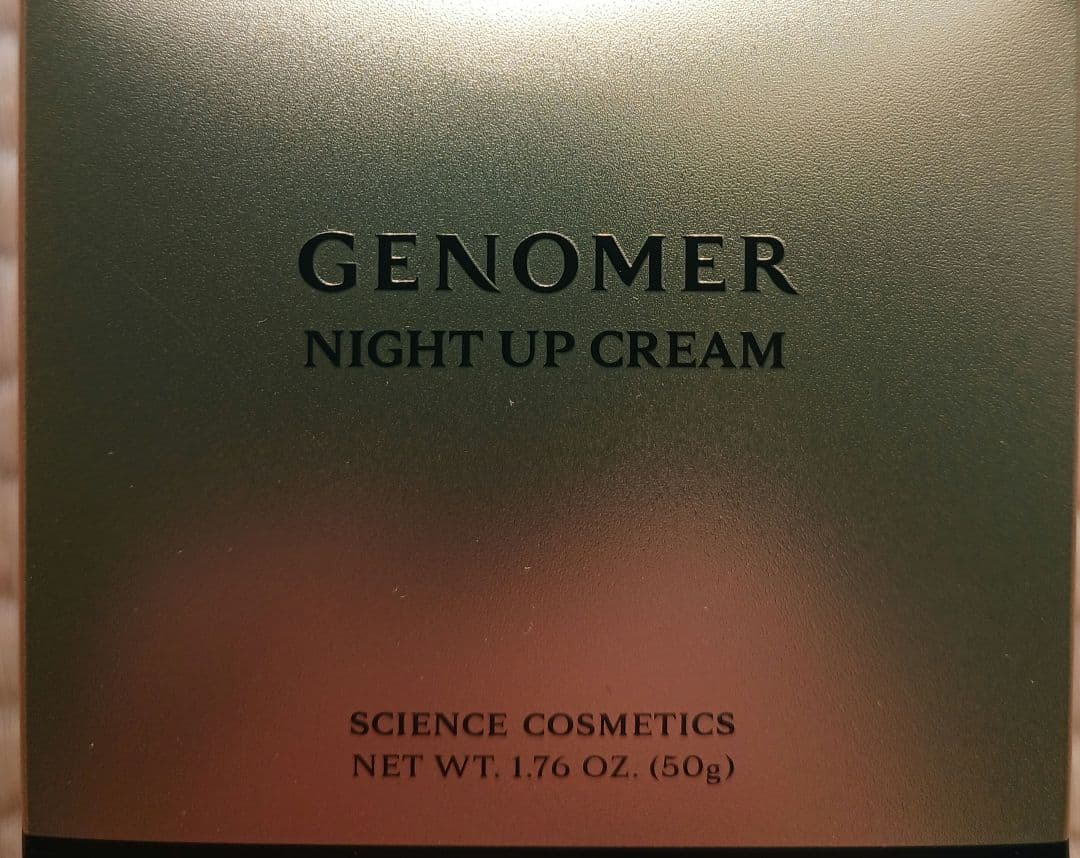 GENOMER
NIGHT UP CREAM
SCIENCE COSMETICS
NET WT. 1.76 OZ. (50g)